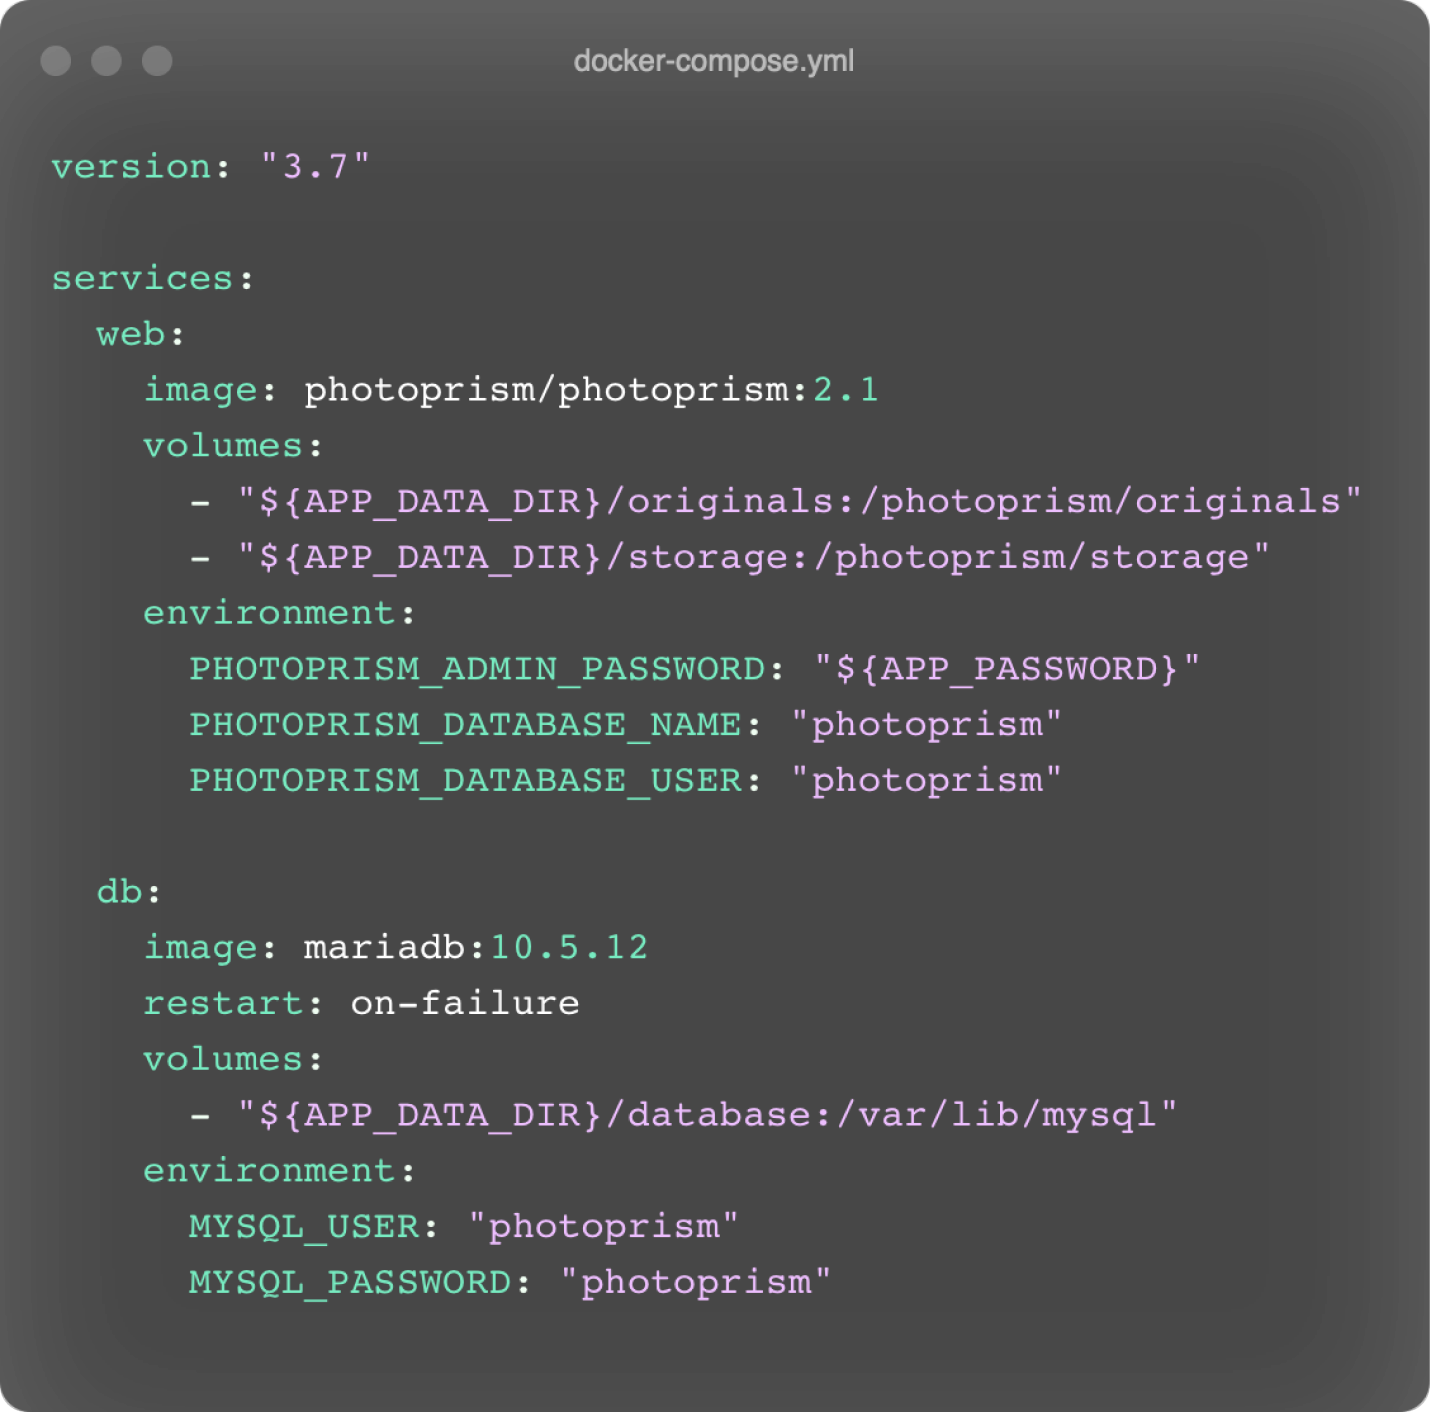 docker-compose.yml
version: "3.7"
services:
  web:
    image: photoprism/photoprism:2.1
    volumes:
      - "${APP_DATA_DIR}/originals:/photoprism/originals"
      - "${APP_DATA_DIR}/storage:/photoprism/storage"
    environment:
      PHOTOPRISM_ADMIN_PASSWORD: "${APP_PASSWORD}"
      PHOTOPRISM_DATABASE_NAME: "photoprism"
      PHOTOPRISM_DATABASE_USER: "photoprism"
  db:
    image: mariadb:10.5.12
    restart: on-failure
    volumes:
      - "${APP_DATA_DIR}/database:/var/lib/mysql"
    environment:
      MYSQL_USER: "photoprism"
      MYSQL_PASSWORD: "photoprism"